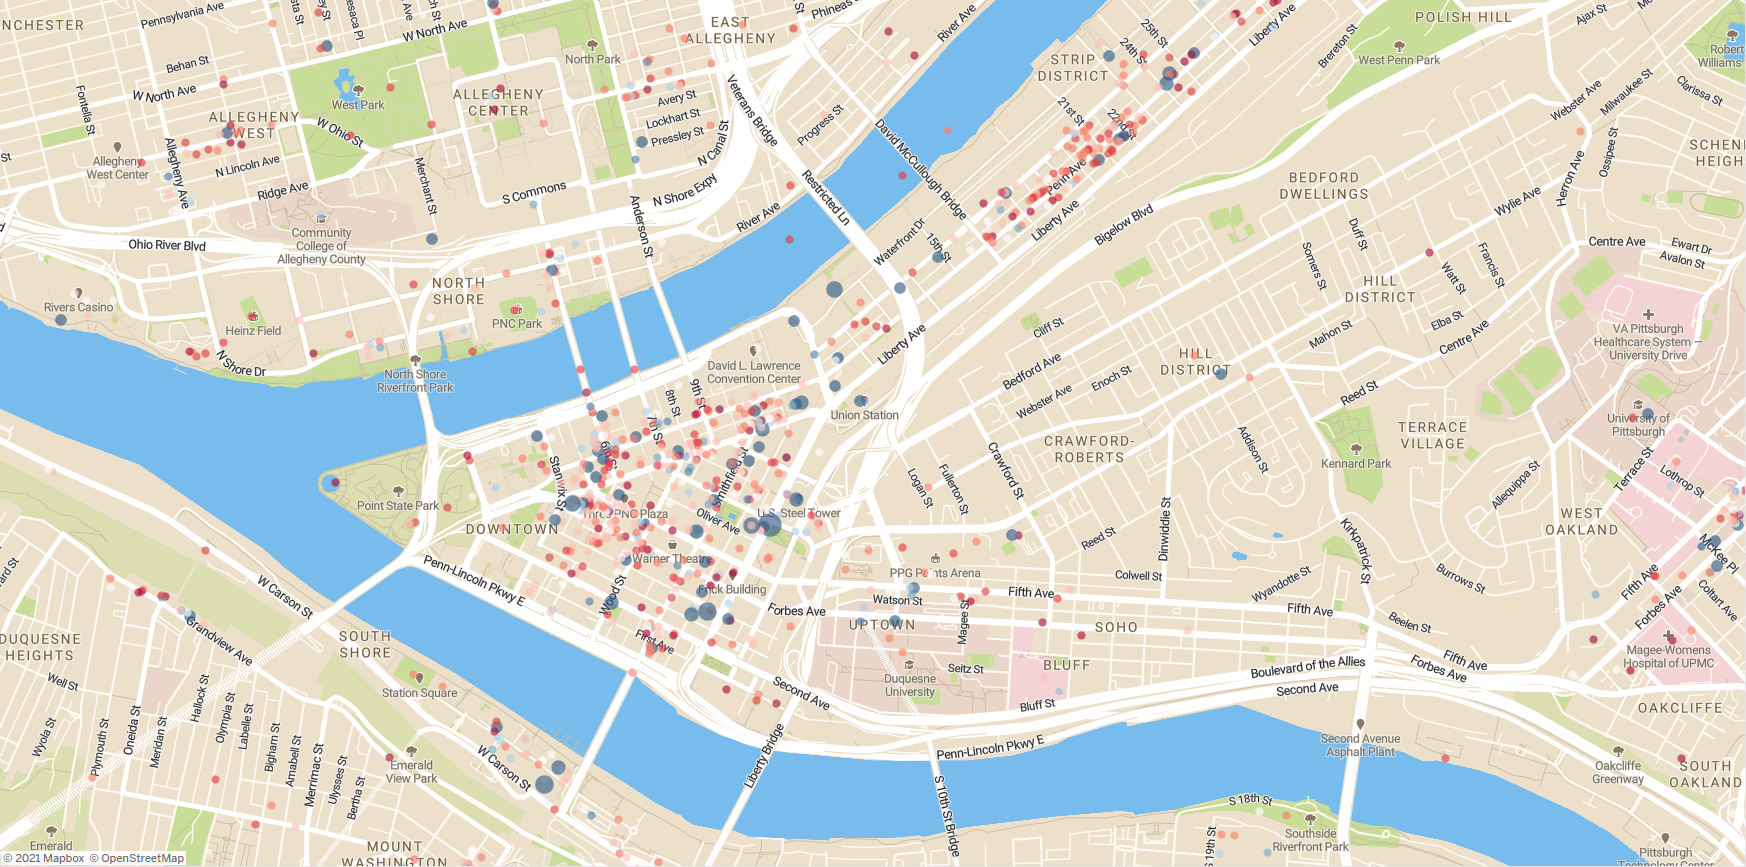 Pennsylvania Ave
W North Ave
EAST
ALLEGHENY
Phineas S
River Ave
25th St
24th St
Liberty Ave
POLISH HILL
Ajax St
NCHESTER
Behan St
North Park
STRIP
DISTRICT
Brereton St
West Penn Park
Robert
Williams
W North Ave
Fontella St
West Park
ALLEGHENY
CENTER
Avery St
Lockhart St
Pressley St
Veterans Bridge
Progress St
21st St
22nd St
Webster Ave
Milwaukee St
Clarissa St
ALLEGHENY
WEST
W Ohio St
N Canal St
David McCullough Bridge
Allegheny
West Center
Allegheny Ave
N Lincoln Ave
Ridge Ave
Merchant St
S Commons
N Shore Expy
Restricted Ln
Penn Ave
BEDFORD
DWELLINGS
Herron Ave
Ossipee St
SCHEN
HEIGH
Community
College of
Allegheny County
Ohio River Blvd
Anderson St
River Ave
Waterfront Dr
15th St
Liberty Ave
Bigelow Blvd
Wylie Ave
Duff St
Somers St
Centre Ave
Ewart Dr
Avalon St
Francis St
Watt St
NORTH
SHORE
Rivers Casino
Heinz Field
PNC Park
HILL
DISTRICT
Elba St
Mahon St
Centre Ave
VA Pittsburgh
Healthcare System —
University Drive
N Shore Dr
North Shore
Riverfront Park
David L. Lawrence
Convention Center
Liberty Ave
Cliff St
Bedford Ave
Webster Ave
Enoch St
HILL
DISTRICT
Reed St
9th St
8th St
7th St
6th St
Union Station
CRAWFORD-
ROBERTS
TERRACE
VILLAGE
University of
Pittsburgh
Stanwix St
Smithfield St
Logan St
Fullerton St
Crawford St
Addison St
Kennard Park
Allequippa St
Terrace St
Lothrop St
Point State Park
DOWNTOWN
Three PNC Plaza
Oliver Ave
U.S. Steel Tower
Dinwiddie St
Reed St
Kirkpatrick St
WEST
OAKLAND
McKee Pl
Warner Theatre
PPG Paints Arena
Penn-Lincoln Pkwy E
Wood St
Frick Building
Colwell St
Wyandotte St
Burrows St
Fifth Ave
Forbes Ave
Coltart Ave
W Carson St
Forbes Ave
Watson St
Fifth Ave
Fifth Ave
Beelen St
Grandview Ave
DUQUESNE
HEIGHTS
SOUTH
SHORE
First Ave
UPTOWN
Magee St
SOHO
Magee-Womens
Hospital of UPMC
Well St
Station Square
Second Ave
Duquesne
University
Seitz St
BLUFF
Boulevard of the Allies
Second Ave
Fifth Ave
Forbes Ave
Bluff St
OAKCLIFFE
Wyola St
Plymouth St
Oneida St
Meridan St
Hallock St
Olympia St
Labelle St
Bigham St
Amabell St
Merrimac St
Ulysses St
Bertha St
Emerald
View Park
W Carson St
Liberty Bridge
Penn-Lincoln Pkwy E
Second Avenue
Asphalt Plant
Oakcliffe
Greenway
SOUTH
OAKLAND
S 10th St Bridge
S 18th St
S 19th St
Southside
Riverfront Park
Emerald
MOUNT
WASHINGTON
Pittsburgh
Technology Center
© 2021 Mapbox © OpenStreetMap